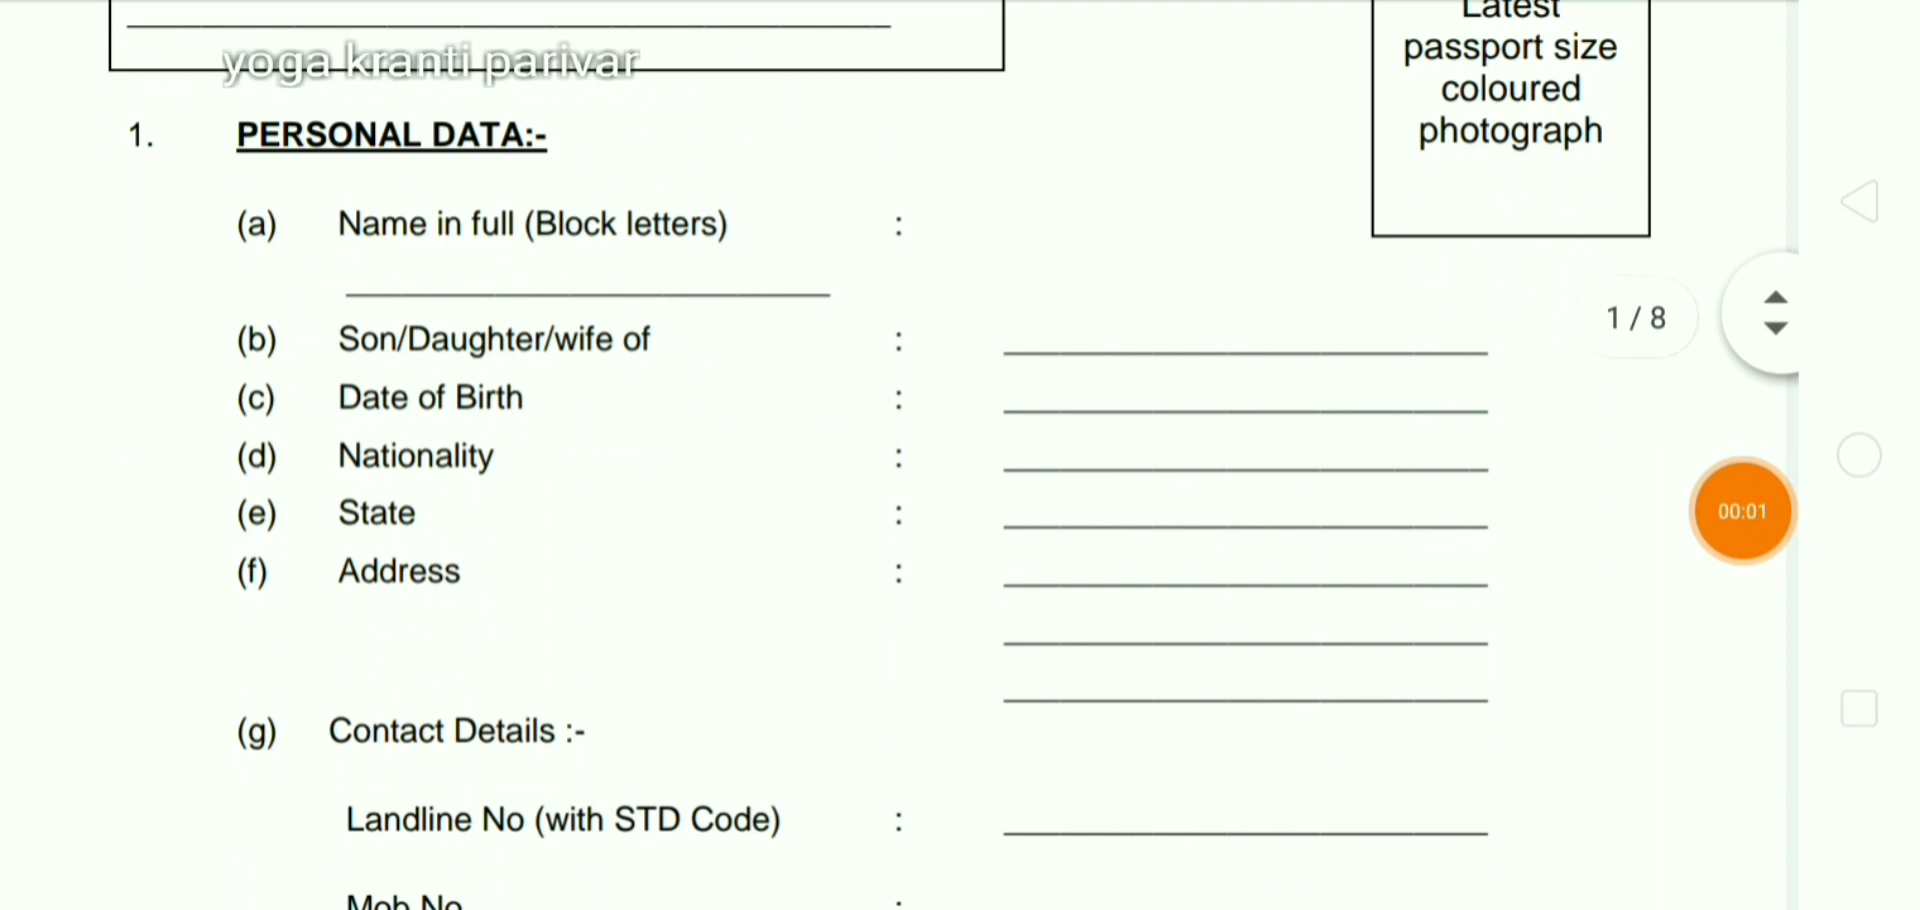 Latest
passport size
coloured
photograph
yoga kranti parivar
1. PERSONAL DATA:-
(a) Name in full (Block letters) :
(b) Son/Daughter/wife of :
(c) Date of Birth :
(d) Nationality :
(e) State :
(f) Address :
(g) Contact Details :-
Landline No (with STD Code) :
Mob No :
1 / 8
00:01